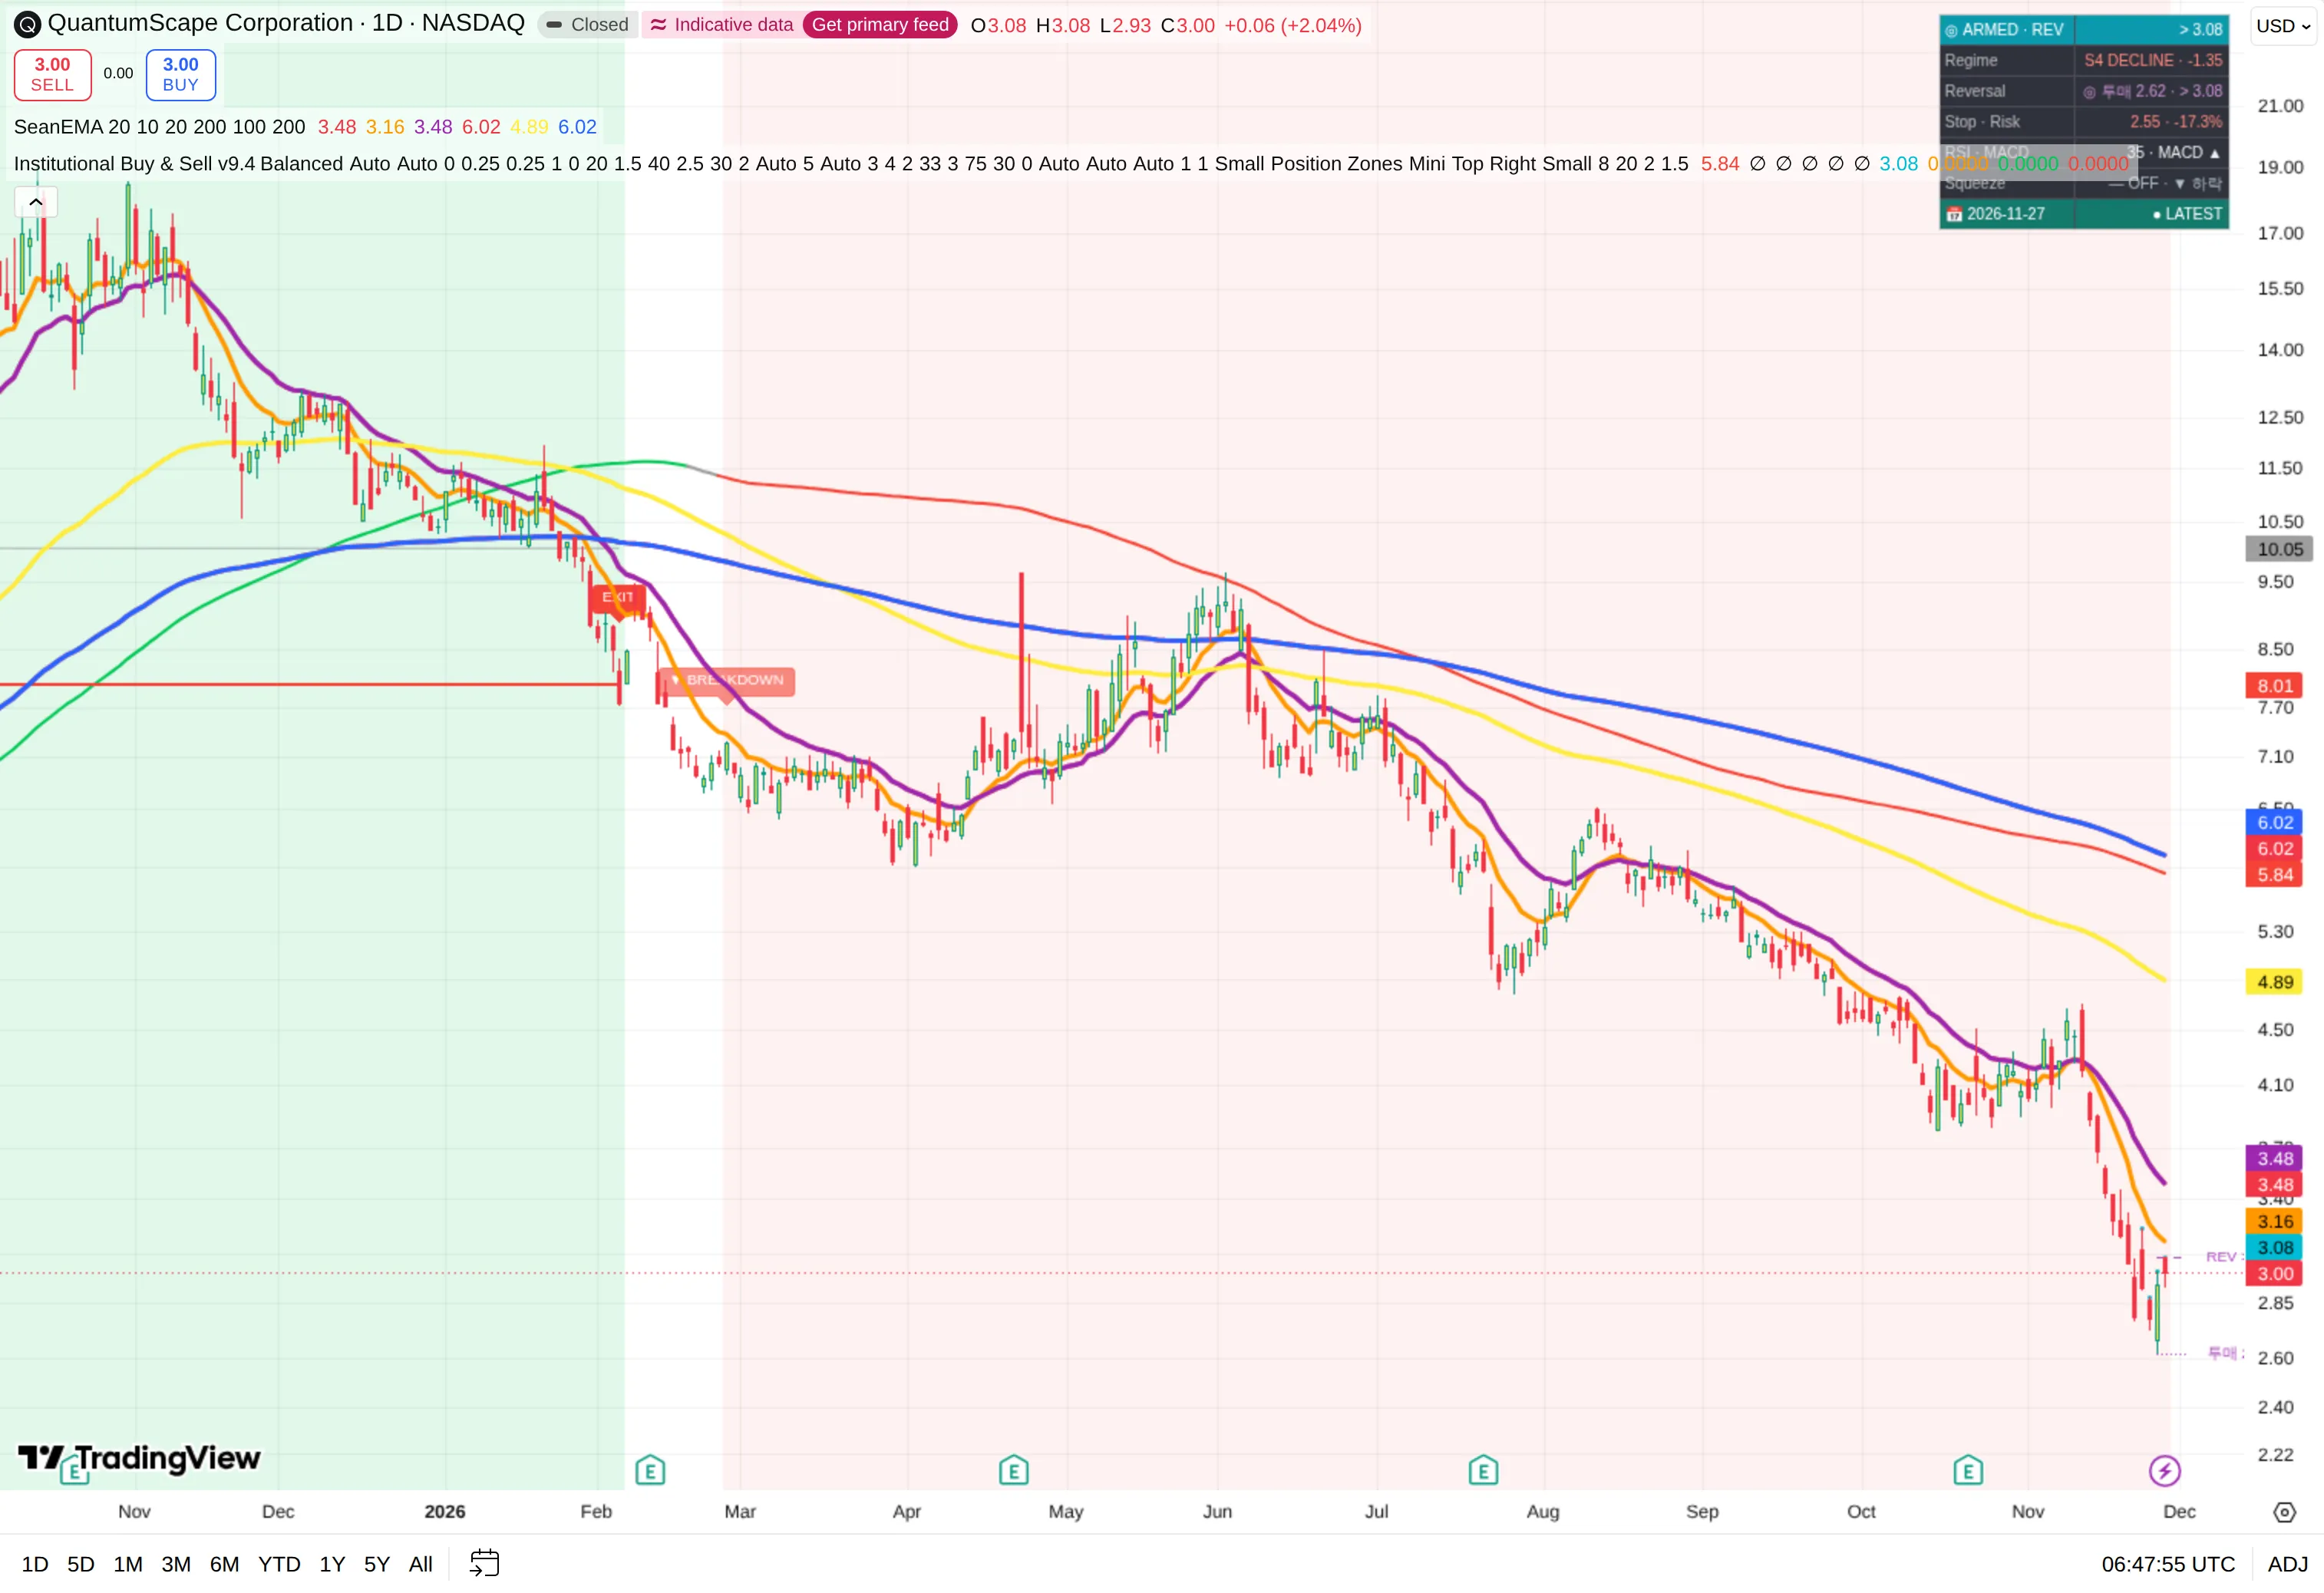 QuantumScape Corporation · 1D · NASDAQ Closed Indicative data Get primary feed O3.08 H3.08 L2.93 C3.00 +0.06 (+2.04%)
3.00 SELL 0.00 3.00 BUY
SeanEMA 20 10 20 200 100 200 3.48 3.16 3.48 6.02 4.89 6.02
Institutional Buy & Sell v9.4 Balanced Auto Auto 0 0.25 0.25 1 0 20 1.5 40 2.5 30 2 Auto 5 Auto 3 4 2 33 3 75 30 0 Auto Auto Auto 1 1 Small Position Zones Mini Top Right Small 8 20 2 1.5 5.84 ∅ ∅ ∅ ∅ ∅ 3.08 0.0000 0.0000 0.0000
◎ ARMED · REV > 3.08
Regime S4 DECLINE · -1.35
Reversal ◎ 투매 2.62 · > 3.08
Stop · Risk 2.55 · -17.3%
RSI · MACD 35 · MACD ▲
Squeeze — OFF · ▼ 하락
2026-11-27 ● LATEST
USD
21.00
19.00
17.00
15.50
14.00
12.50
11.50
10.50
10.05
9.50
8.50
8.01
7.70
7.10
6.50
6.02
6.02
5.84
5.30
4.89
4.50
4.10
3.48
3.48
3.40
3.16
3.08
3.00
2.85
2.60
2.40
2.22
EXIT
▼ BREAKDOWN
REV
투매
TradingView
E
E
E
E
E
Nov Dec 2026 Feb Mar Apr May Jun Jul Aug Sep Oct Nov Dec
1D 5D 1M 3M 6M YTD 1Y 5Y All 06:47:55 UTC ADJ